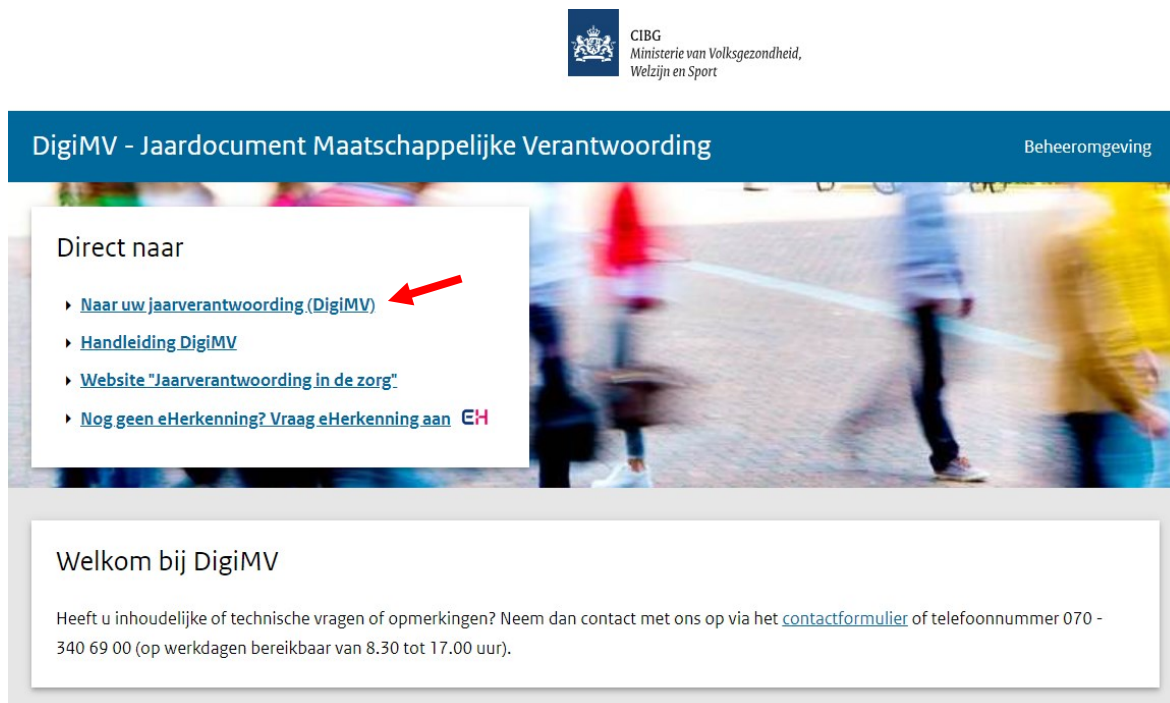 CIBG
Ministerie van Volksgezondheid,
Welzijn en Sport
DigiMV - Jaardocument Maatschappelijke Verantwoording
Beheeromgeving
Direct naar
Naar uw jaarverantwoording (DigiMV)
Handleiding DigiMV
Website "Jaarverantwoording in de zorg"
Nog geen eHerkenning? Vraag eHerkenning aan EH
Welkom bij DigiMV
Heeft u inhoudelijke of technische vragen of opmerkingen? Neem dan contact met ons op via het contactformulier of telefoonnummer 070 -
340 69 00 (op werkdagen bereikbaar van 8.30 tot 17.00 uur).